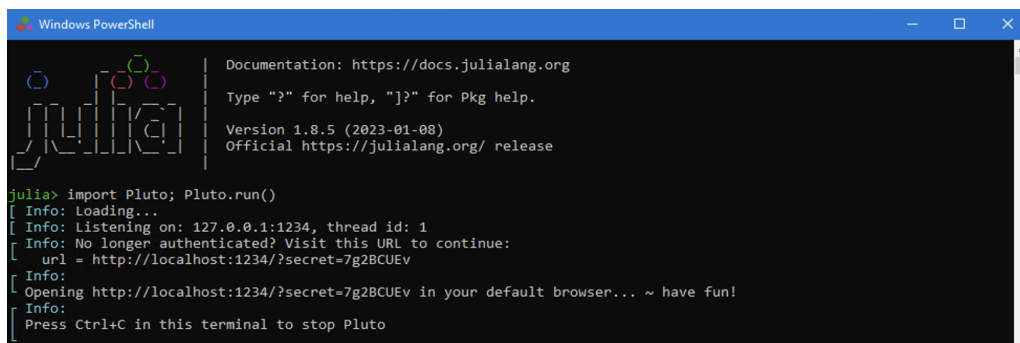 Windows PowerShell
Documentation: https://docs.julialang.org
Type "?" for help, "]?" for Pkg help.
Version 1.8.5 (2023-01-08)
Official https://julialang.org/ release
julia
julia> import Pluto; Pluto.run()
[ Info: Loading...
[ Info: Listening on: 127.0.0.1:1234, thread id: 1
┌ Info: No longer authenticated? Visit this URL to continue:
└   url = http://localhost:1234/?secret=7g2BCUEv
┌ Info:
└ Opening http://localhost:1234/?secret=7g2BCUEv in your default browser... ~ have fun!
┌ Info:
│ Press Ctrl+C in this terminal to stop Pluto
└